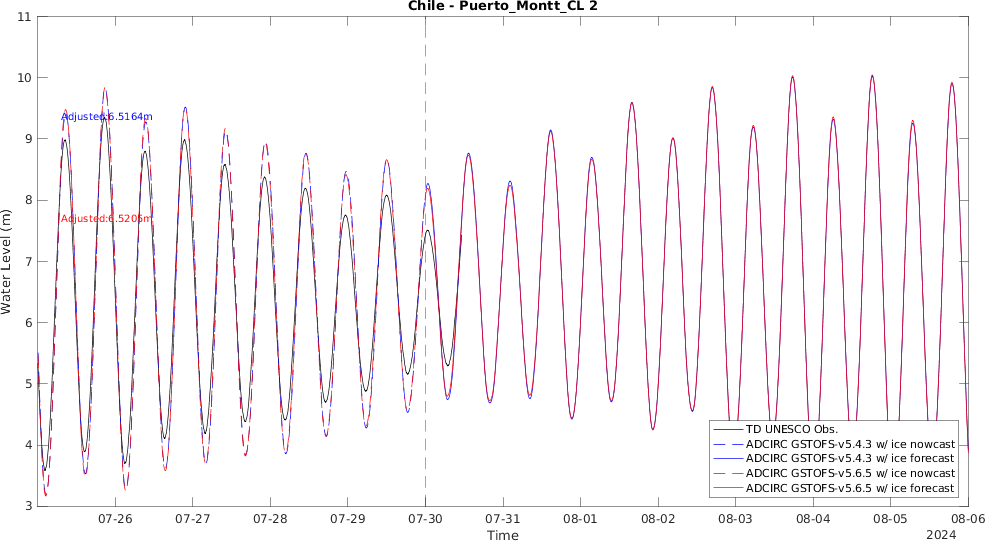 Chile - Puerto_Montt_CL 2
11
10
9
8
7
6
5
4
3
Water Level (m)
Adjusted:6.5164m
Adjusted:6.5205m
TD UNESCO Obs.
ADCIRC GSTOFS-v5.4.3 w/ ice nowcast
ADCIRC GSTOFS-v5.4.3 w/ ice forecast
ADCIRC GSTOFS-v5.6.5 w/ ice nowcast
ADCIRC GSTOFS-v5.6.5 w/ ice forecast
07-26 07-27 07-28 07-29 07-30 07-31 08-01 08-02 08-03 08-04 08-05 08-06
Time
2024